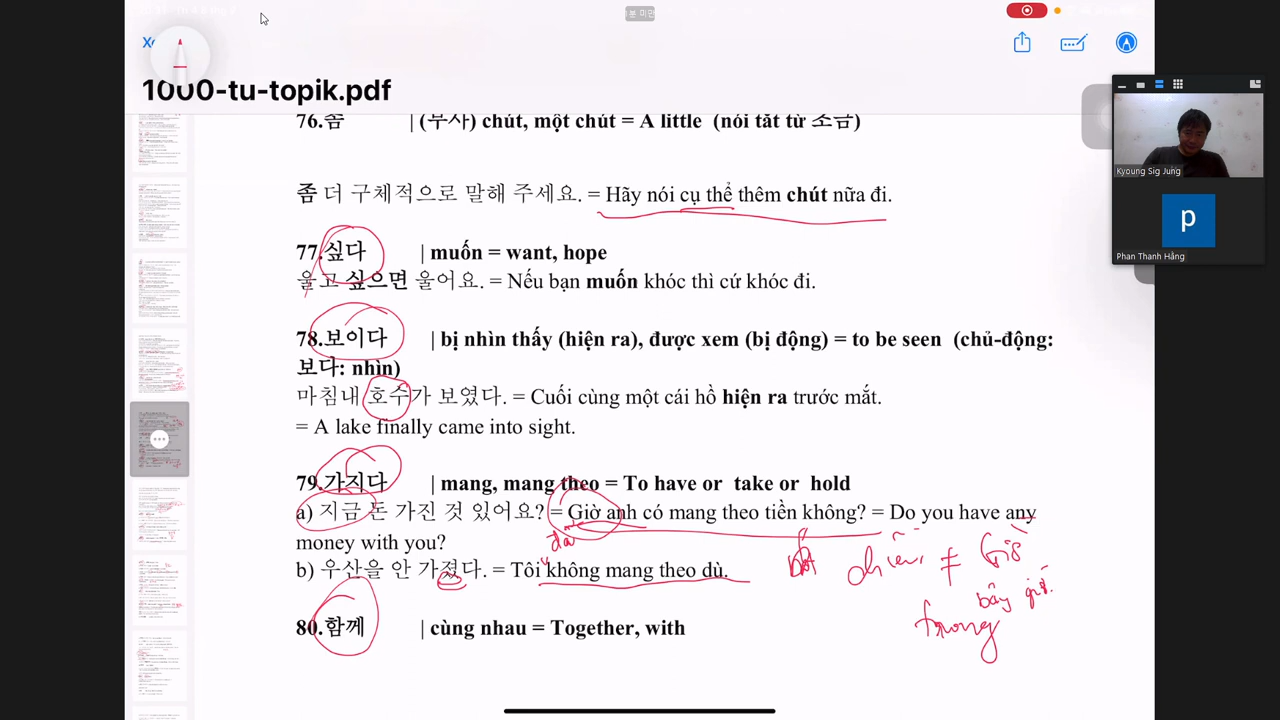 1분 미만
1000-tu-topik.pdf
chút, một chút = A little (nói tắt từ 조금)
좀 더 구체적으로 말해 주세요. = Hãy nói cụ thể thêm chút nữa.
77. 싶다 | muốn = want, hope
울고 싶으면 울어요. = Nếu bạn muốn khóc thì cứ khóc đi.
78. 보이다 | bị nhìn thấy (hiện ra), được xem (bị động) = To be seen (chủ-động:
보다 nhìn)
마침내 호수가 보였다. = Cuối cùng một cái hồ hiện ra trước mắt.
= A lake finally came into sight.
79. 가지다 | mang, mang theo = To have or take or hold
a) 지금 돈 가진 것 있어요? = Giờ anh có mang theo tiền không? = Do you have any
money with you?
đã
Giờ
b) 우산을 안 가졌다. = Tôi không mang theo dù.
bây giờ
trong
80. 함께 | cùng nhau = Together, with
Kyoung Sig Jung
p
Phan Thanh Hằng